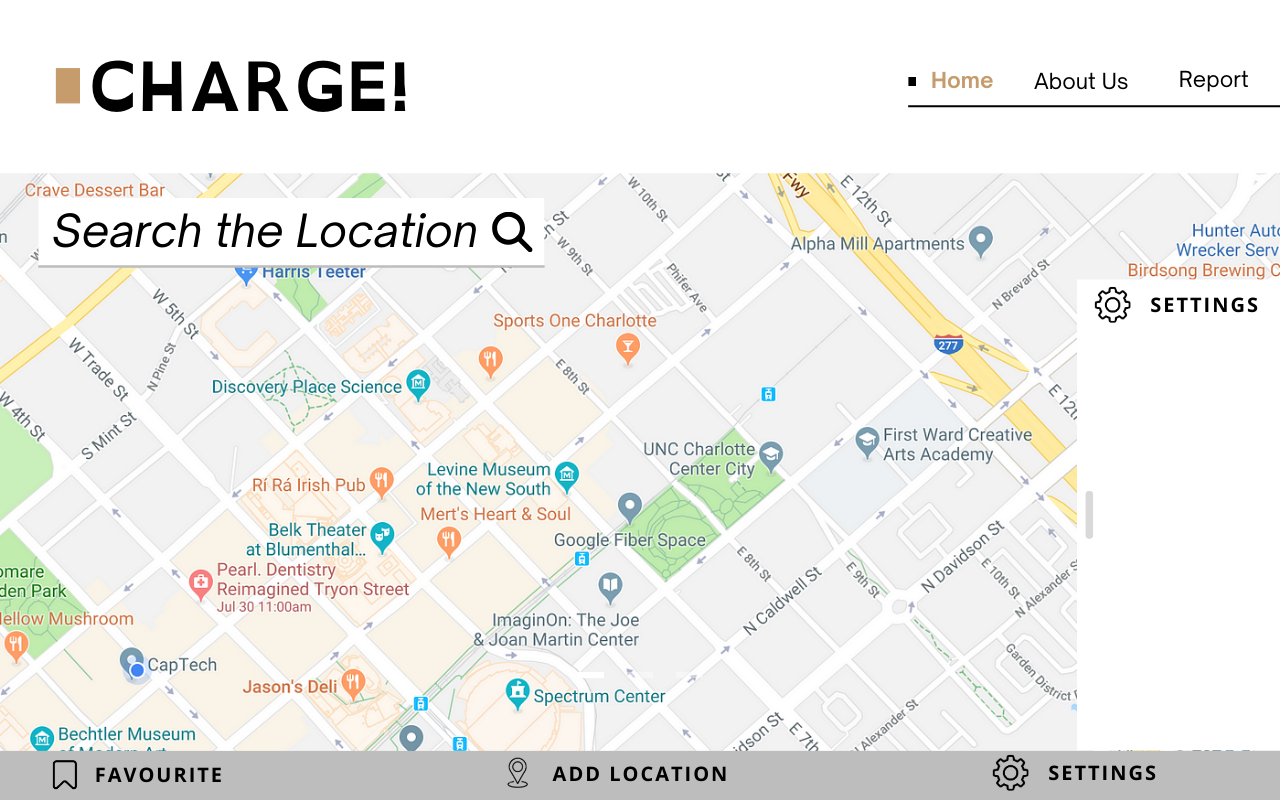 CHARGE!
Home
About Us
Report
Crave Dessert Bar
Search the Location
Harris Teeter
W 10th St
W 9th St
Phifer Ave
Fwy
E 12th St
Alpha Mill Apartments
Hunter Auto
Wrecker Serv
Birdsong Brewing C
N Brevard St
SETTINGS
W 5th St
N Pine St
W Trade St
W 4th St
S Mint St
Sports One Charlotte
277
E 8th St
Discovery Place Science
E 12t
UNC Charlotte
Center City
First Ward Creative
Arts Academy
Levine Museum
of the New South
Rí Rá Irish Pub
Mert's Heart & Soul
Belk Theater
at Blumenthal...
Google Fiber Space
Pearl. Dentistry
Reimagined Tryon Street
Jul 30 11:00am
omare
den Park
ellow Mushroom
E 8th St
E 9th St
N Davidson St
E 10th St
N Alexander S
N Caldwell St
ImaginOn: The Joe
& Joan Martin Center
CapTech
Jason's Deli
Spectrum Center
Garden District
N Alexander St
idson St
E 7th
Bechtler Museum
of Modern Art
FAVOURITE
ADD LOCATION
SETTINGS